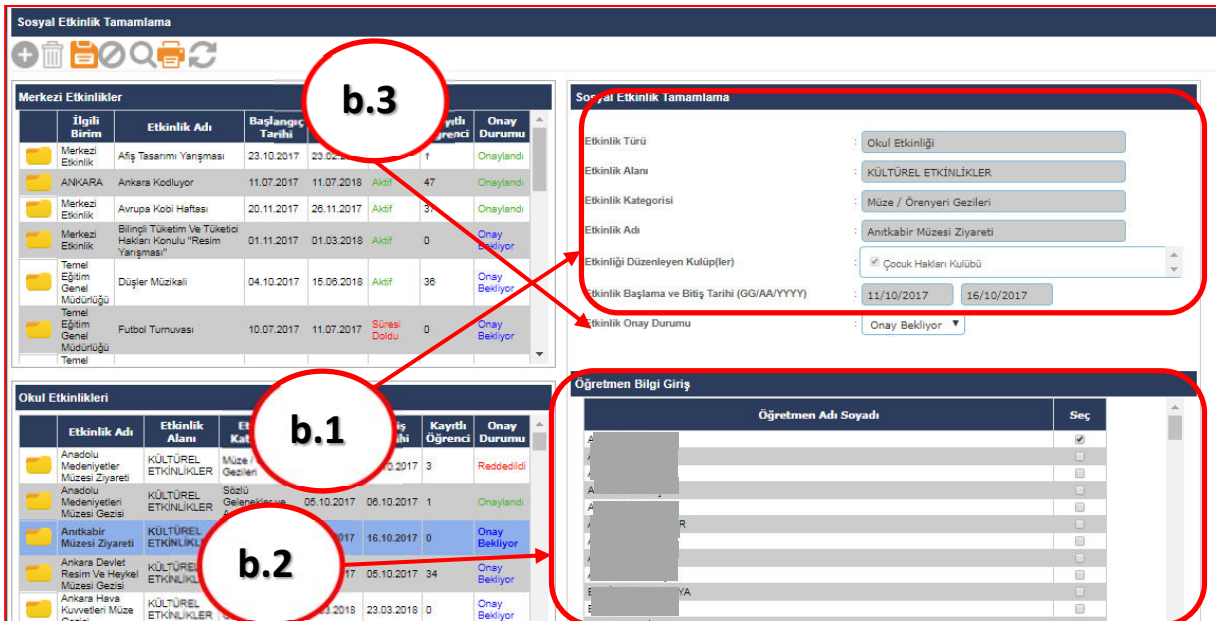 Sosyal Etkinlik Tamamlama
b.3
Merkezi Etkinlikler
İlgili Birim Etkinlik Adı Başlangıç Tarihi Onay Durumu
Merkezi Etkinlik Afiş Tasarımı Yarışması 23.10.2017 1 Onaylandı
ANKARA Ankara Kodluyor 11.07.2017 11.07.2018 Aktif 47 Onaylandı
Merkezi Etkinlik Avrupa Kobi Haftası 20.11.2017 26.11.2017 Aktif 37 Onaylandı
Merkezi Etkinlik Bilinçli Tüketim Ve Tüketici Hakları Konulu "Resim Yarışması" 01.11.2017 01.03.2018 Aktif 0 Onay Bekliyor
Temel Eğitim Genel Müdürlüğü Düşler Müzikali 04.10.2017 15.06.2018 Aktif 36 Onay Bekliyor
Temel Eğitim Genel Müdürlüğü Futbol Turnuvası 10.07.2017 11.07.2017 Süresi Doldu 0 Onay Bekliyor
Temel
Okul Etkinlikleri
b.1
Etkinlik Adı Etkinlik Alanı Kayıtlı Öğrenci Onay Durumu
Anadolu Medeniyetler Müzesi Ziyareti KÜLTÜREL ETKİNLİKLER Gezileri 3 Reddedildi
Anadolu Medeniyetleri Müzesi Gezisi KÜLTÜREL ETKİNLİKLER Sözlü Gelenekler ve 05.10.2017 06.10.2017 1 Onaylandı
Anıtkabir Müzesi Ziyareti KÜLTÜREL 16.10.2017 0 Onay Bekliyor
b.2
Ankara Devlet Resim Ve Heykel Müzesi Gezisi 05.10.2017 34 Onay Bekliyor
Ankara Hava Kuvvetleri Müze KÜLTÜREL ETKİNLİKLER 23.03.2018 0 Onay Bekliyor
Sosyal Etkinlik Tamamlama
Etkinlik Türü : Okul Etkinliği
Etkinlik Alanı : KÜLTÜREL ETKİNLİKLER
Etkinlik Kategorisi : Müze / Örenyeri Gezileri
Etkinlik Adı : Anıtkabir Müzesi Ziyareti
Etkinliği Düzenleyen Kulüp(ler) : Çocuk Hakları Kulübü
Etkinlik Başlama ve Bitiş Tarihi (GG/AA/YYYY) : 11/10/2017 16/10/2017
Etkinlik Onay Durumu : Onay Bekliyor
Öğretmen Bilgi Giriş
Öğretmen Adı Soyadı Seç